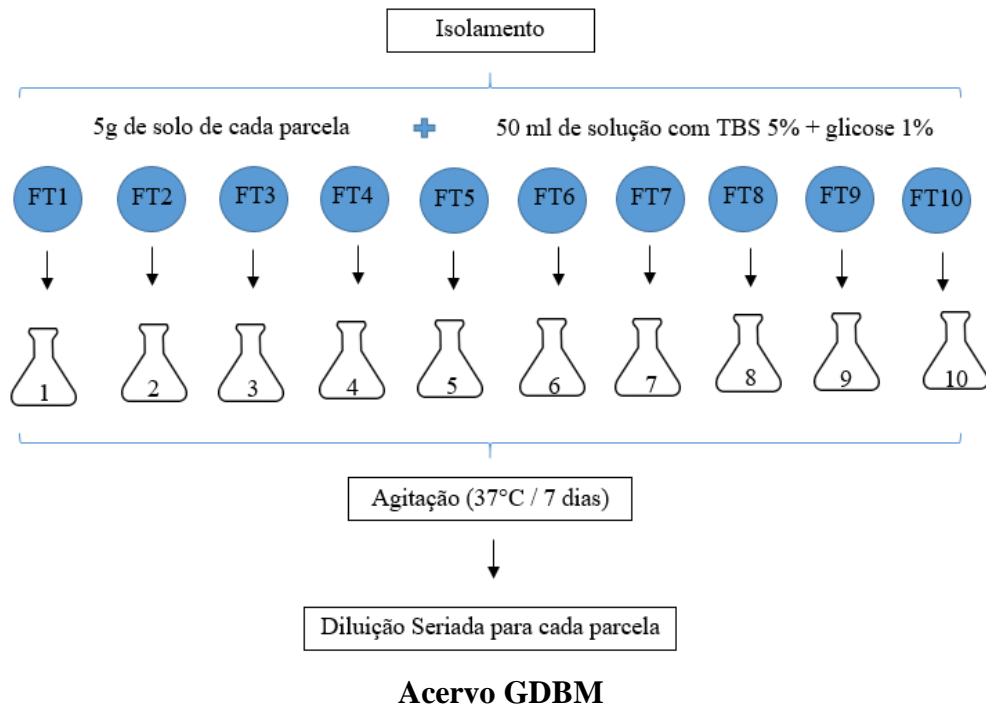 Isolamento
5g de solo de cada parcela
50 ml de solução com TBS 5% + glicose 1%
FT1 FT2 FT3 FT4 FT5 FT6 FT7 FT8 FT9 FT10
1 2 3 4 5 6 7 8 9 10
Agitação (37°C / 7 dias)
Diluição Seriada para cada parcela
Acervo GDBM